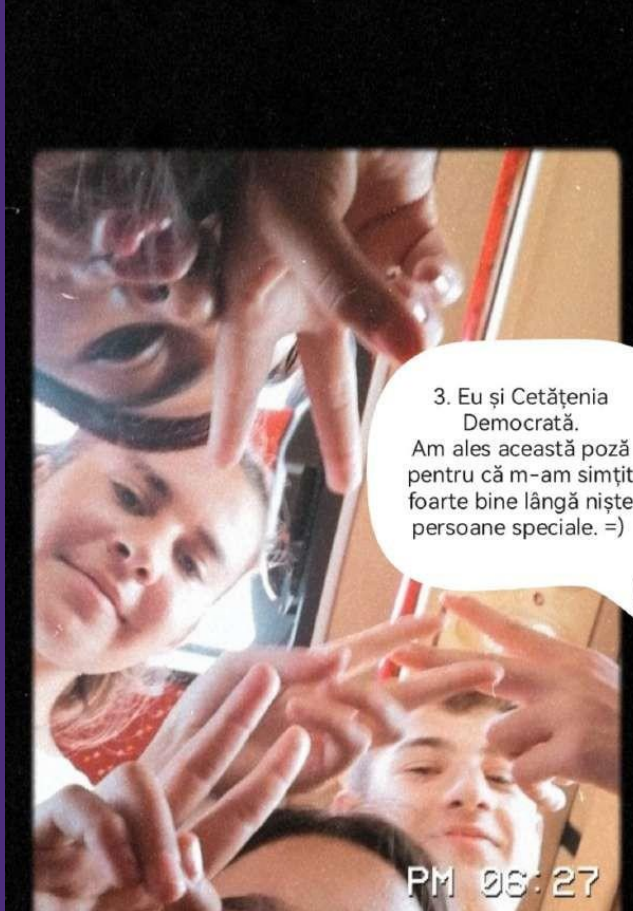 3. Eu și Cetățenia
Democrată.
Am ales această poză
pentru că m-am simțit
foarte bine lângă niște
persoane speciale. =)
PM 06:27